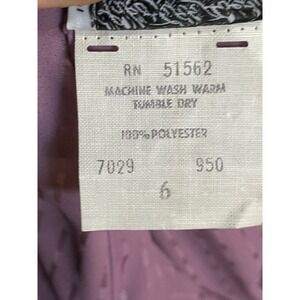 RN 51562
MACHINE WASH WARM
TUMBLE DRY
100% POLYESTER
7029 950
6